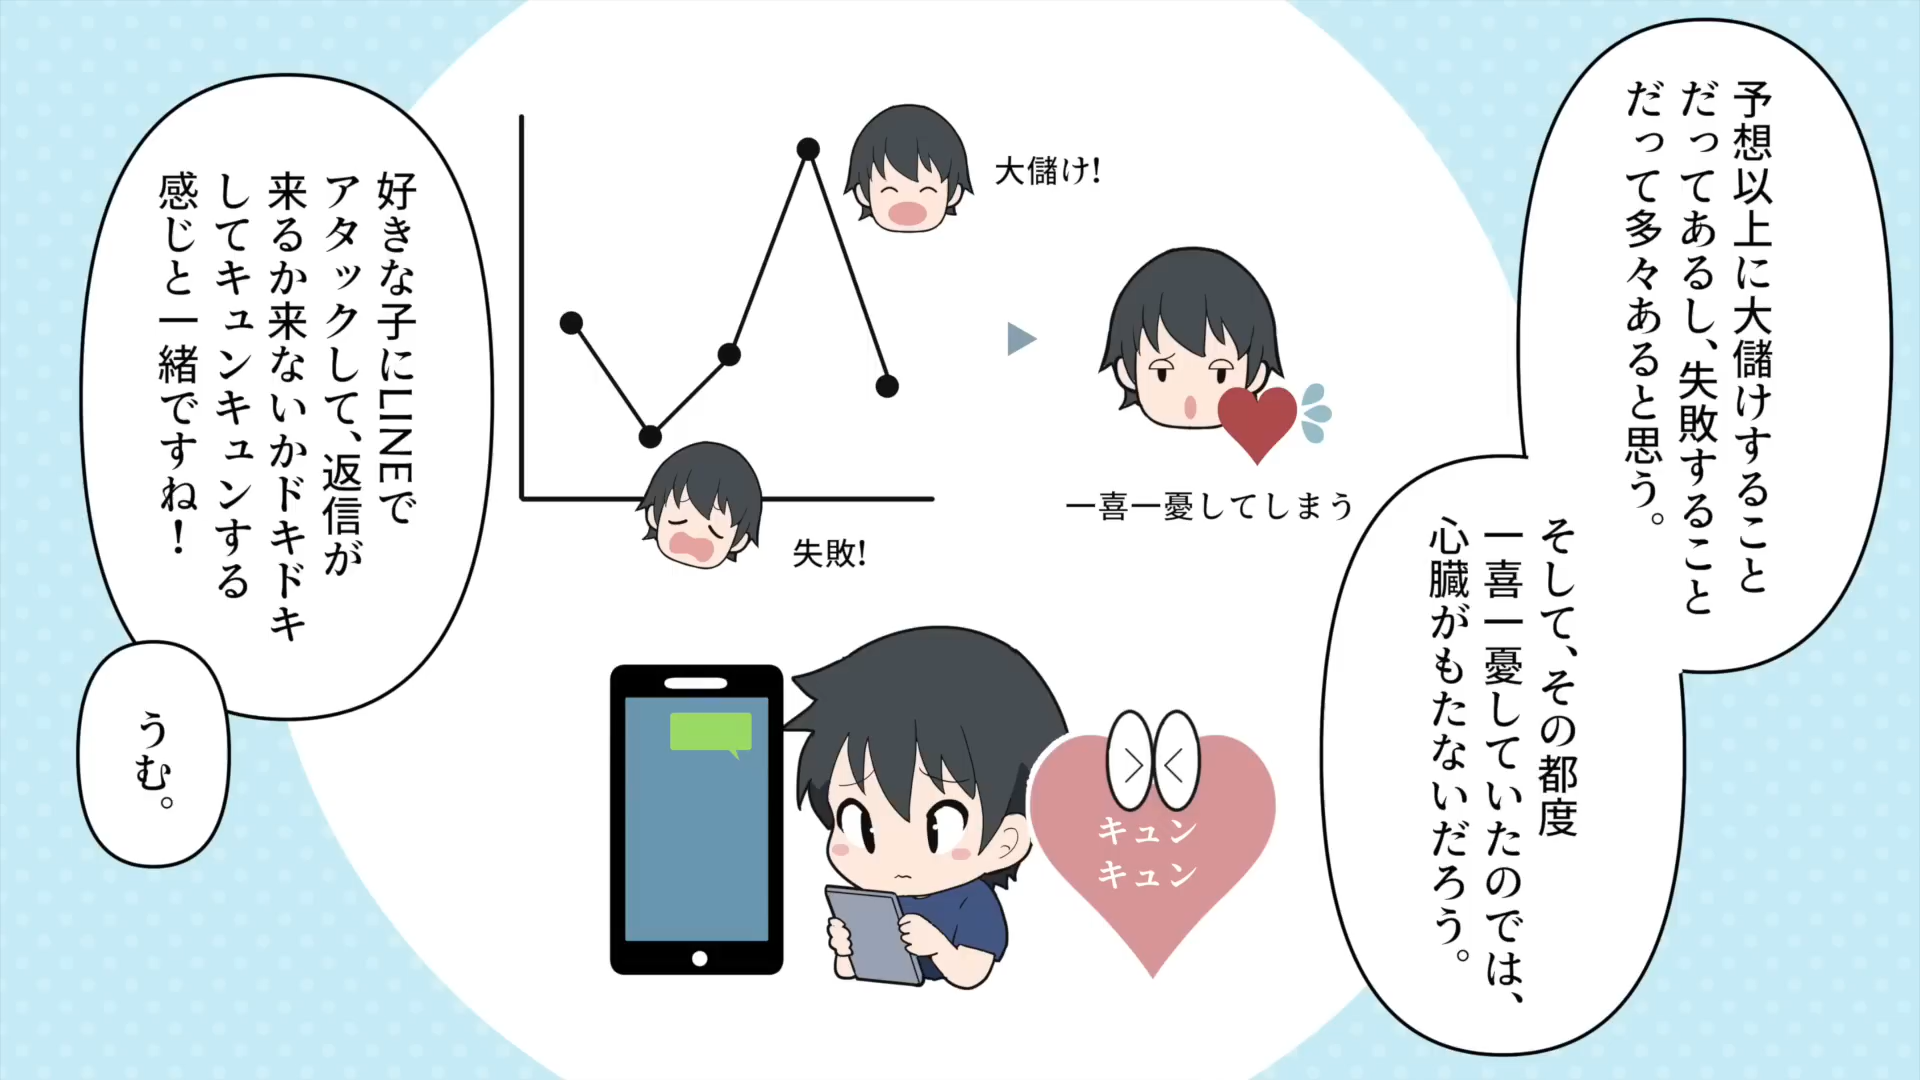 予想以上に大儲けすること
だってあるし、失敗すること
だって多々あると思う。
そして、その都度
一喜一憂していたのでは、
心臓がもたないだろう。
大儲け!
失敗!
一喜一憂してしまう
キュン
キュン
好きな子にLINEで
アタックして、返信が
来るか来ないかドキドキ
してキュンキュンする
感じと一緒ですね！
うむ。